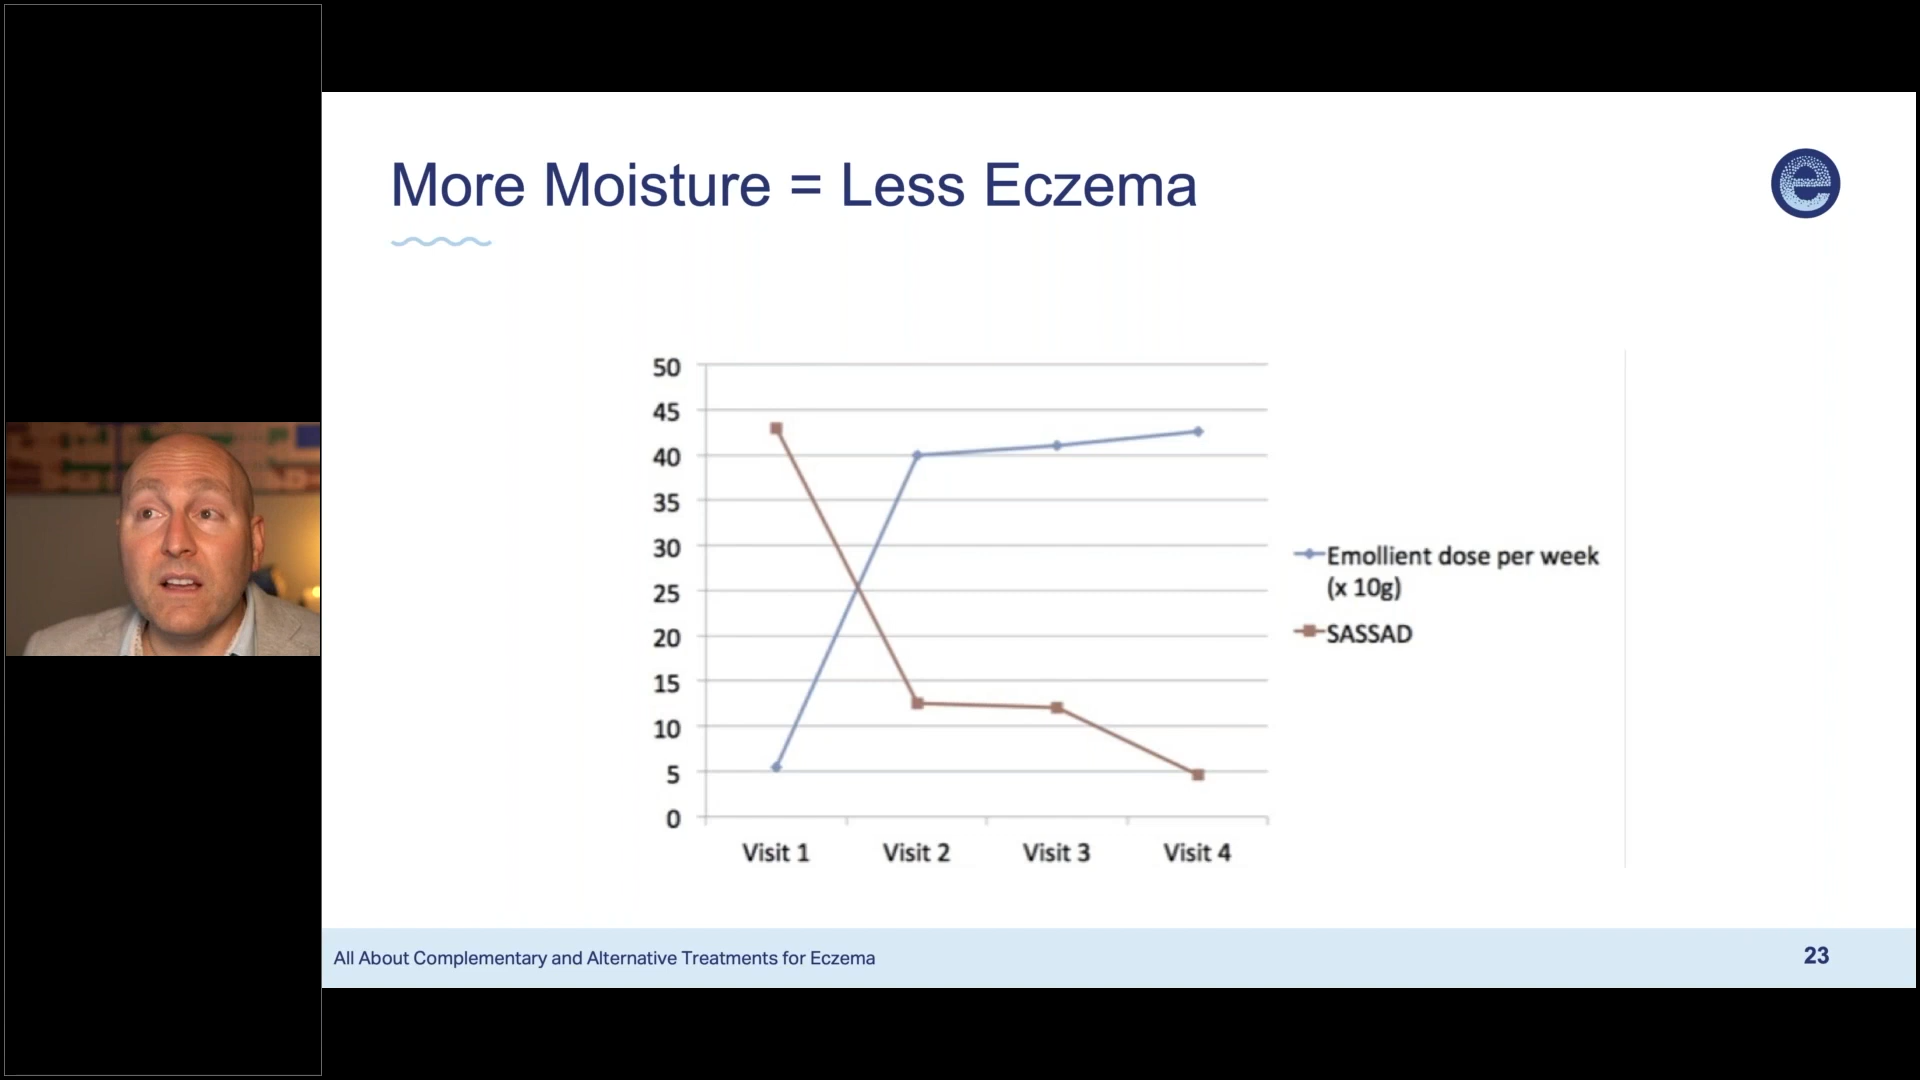 More Moisture = Less Eczema
e
50
45
40
35
30
25
20
15
10
5
0
Visit 1 Visit 2 Visit 3 Visit 4
Emollient dose per week
(x 10g)
SASSAD
All About Complementary and Alternative Treatments for Eczema
23